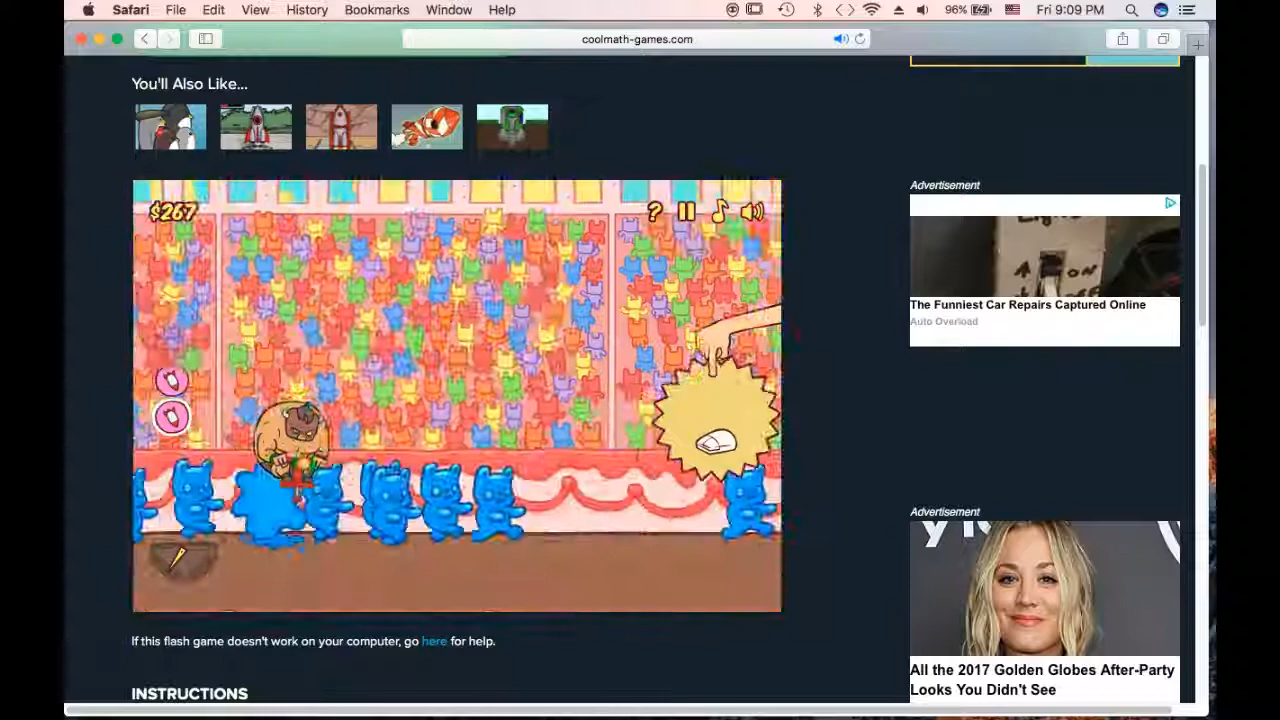 Safari File Edit View History Bookmarks Window Help 96% Fri 9:09 PM
coolmath-games.com
You'll Also Like...
Advertisement
$267 ?
ON
The Funniest Car Repairs Captured Online
Auto Overload
Advertisement
If this flash game doesn't work on your computer, go here for help.
All the 2017 Golden Globes After-Party
Looks You Didn't See
INSTRUCTIONS